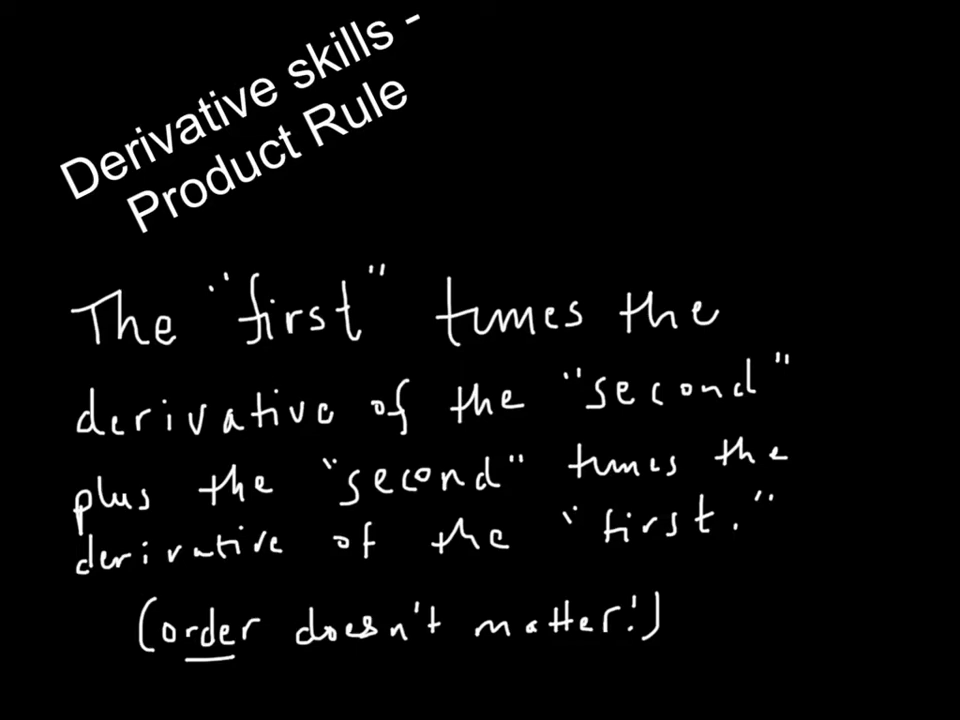 Derivative skills -
Product Rule
The "first" times the
derivative of the "second"
plus the "second" times the
derivative of the "first."
(order doesn't matter!)